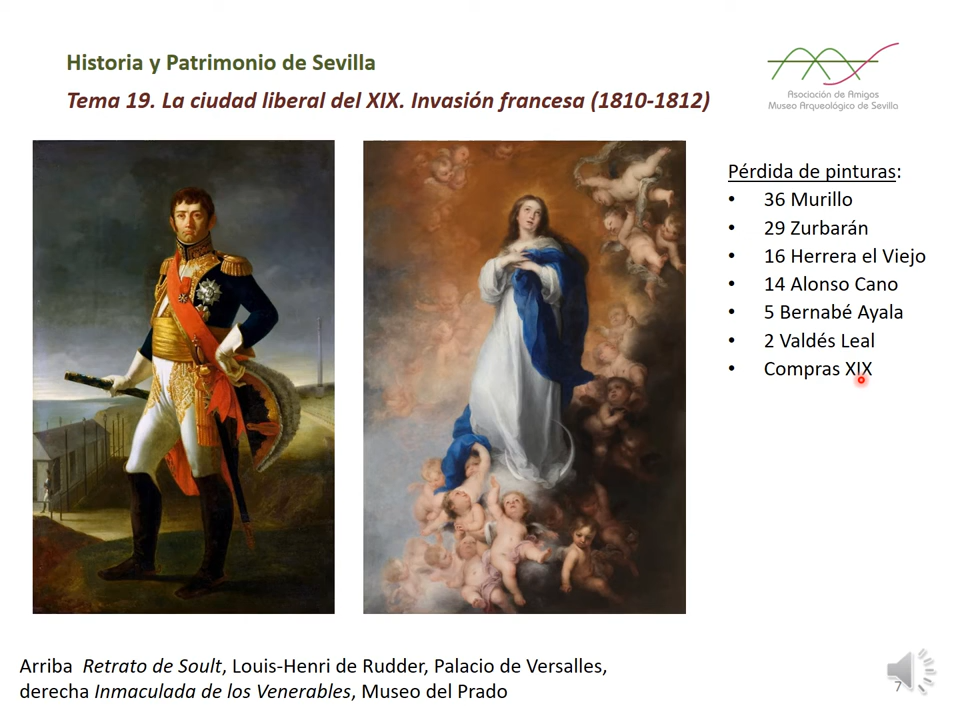 Historia y Patrimonio de Sevilla
Tema 19. La ciudad liberal del XIX. Invasión francesa (1810-1812)
Asociación de Amigos
Museo Arqueológico de Sevilla
Pérdida de pinturas:
• 36 Murillo
• 29 Zurbarán
• 16 Herrera el Viejo
• 14 Alonso Cano
• 5 Bernabé Ayala
• 2 Valdés Leal
• Compras XIX
Arriba Retrato de Soult, Louis-Henri de Rudder, Palacio de Versalles,
derecha Inmaculada de los Venerables, Museo del Prado
7